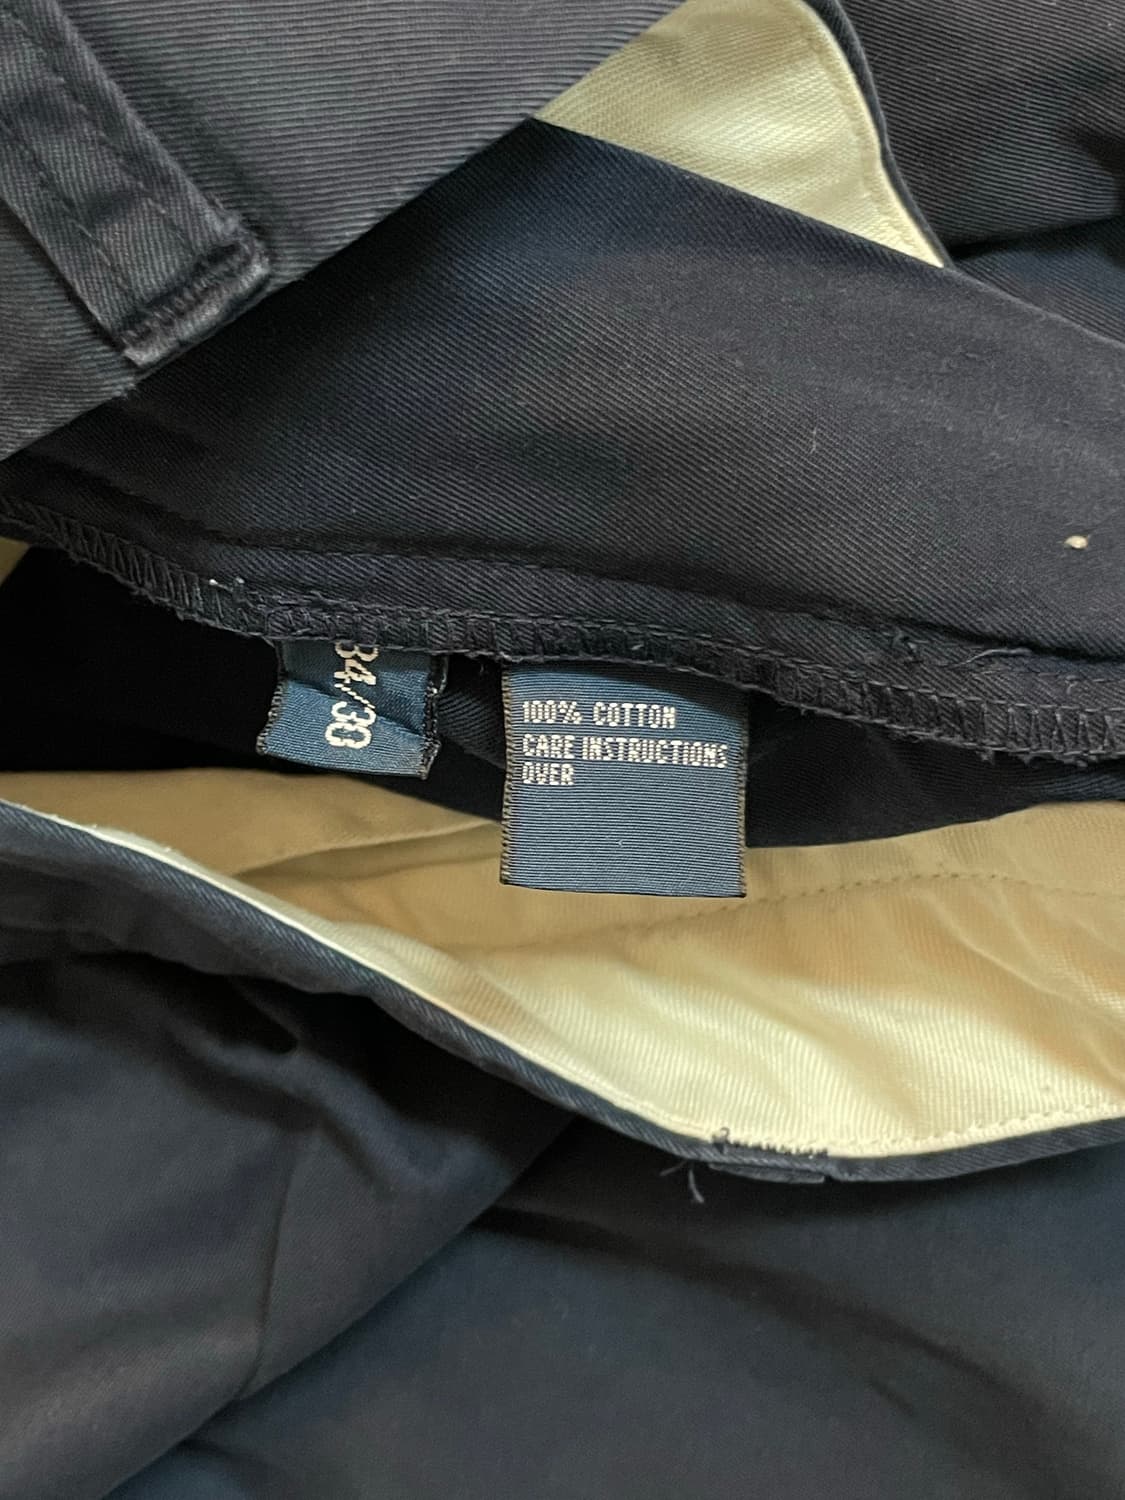 34/30
100% COTTON
CARE INSTRUCTIONS
OVER